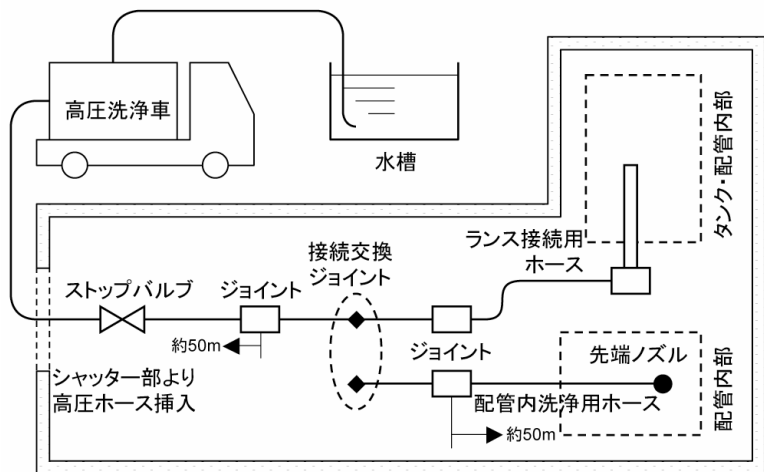 高圧洗浄車
水槽
タンク・配管内部
ランス接続用
ホース
接続交換
ジョイント
ストップバルブ
ジョイント
約50m
ジョイント
先端ノズル
配管内部
シャッター部より
高圧ホース挿入
配管内洗浄用ホース
約50m